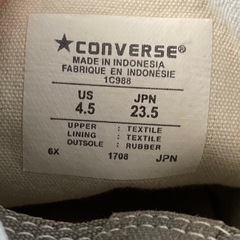 ★CONVERSE®
MADE IN INDONESIA
FABRIQUE EN INDONÉSIE
1C988
US JPN
4.5 23.5
UPPER : TEXTILE
LINING : TEXTILE
OUTSOLE : RUBBER
6X 1708 JPN